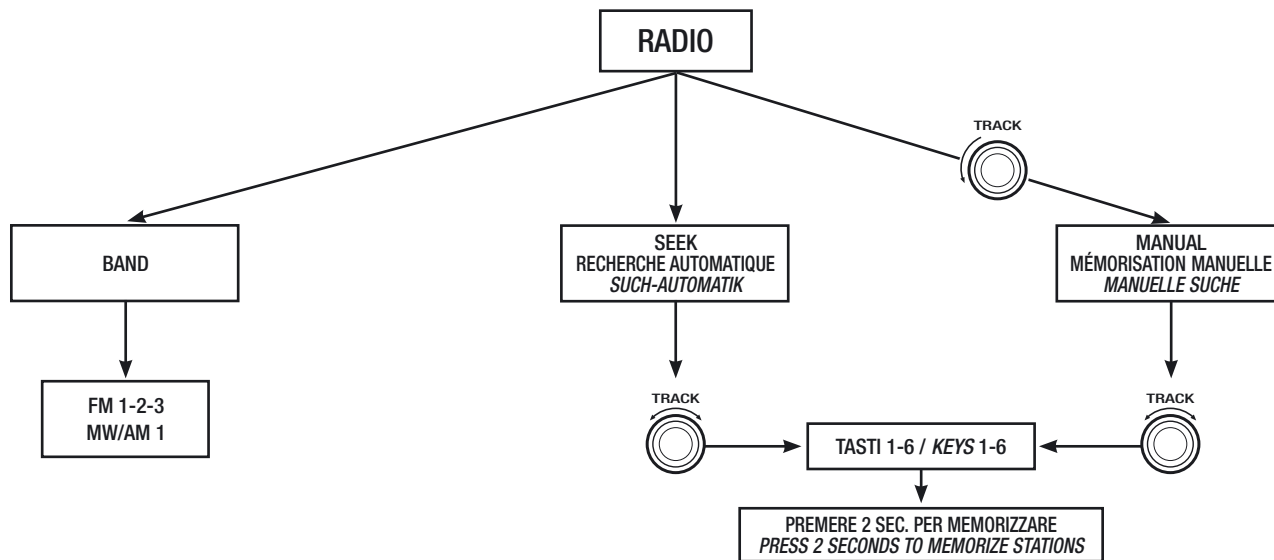 RADIO
TRACK
BAND
SEEK
RECHERCHE AUTOMATIQUE
SUCH-AUTOMATIK
MANUAL
MÉMORISATION MANUELLE
MANUELLE SUCHE
FM 1-2-3
MW/AM 1
TRACK
TRACK
TASTI 1-6 / KEYS 1-6
PREMERE 2 SEC. PER MEMORIZZARE
PRESS 2 SECONDS TO MEMORIZE STATIONS